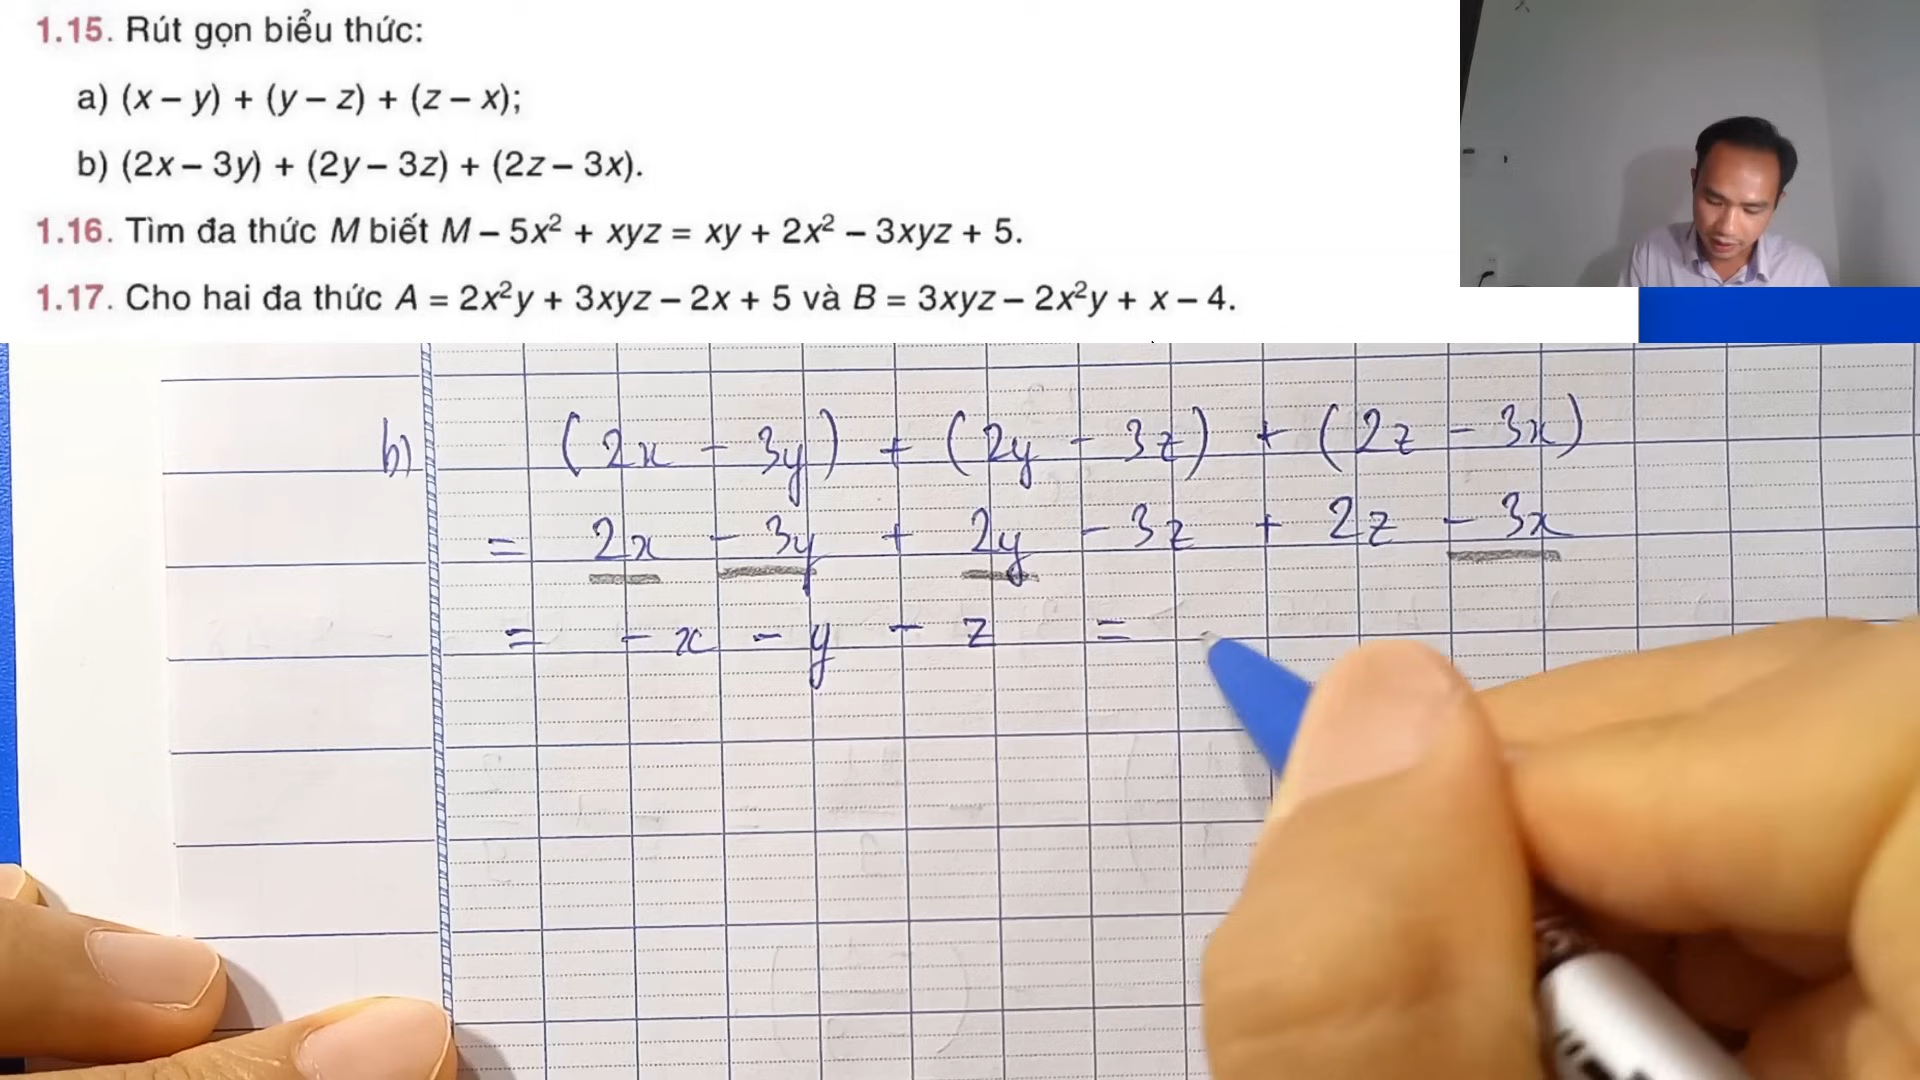 1.15. Rút gọn biểu thức:
a) (x – y) + (y – z) + (z – x);
b) (2x – 3y) + (2y – 3z) + (2z – 3x).
1.16. Tìm đa thức M biết M – 5x² + xyz = xy + 2x² – 3xyz + 5.
1.17. Cho hai đa thức A = 2x²y + 3xyz – 2x + 5 và B = 3xyz – 2x²y + x – 4.
b) (2x - 3y) + (2y - 3z) + (2z - 3x)
= 2x - 3y + 2y - 3z + 2z - 3x
= - x - y - z =